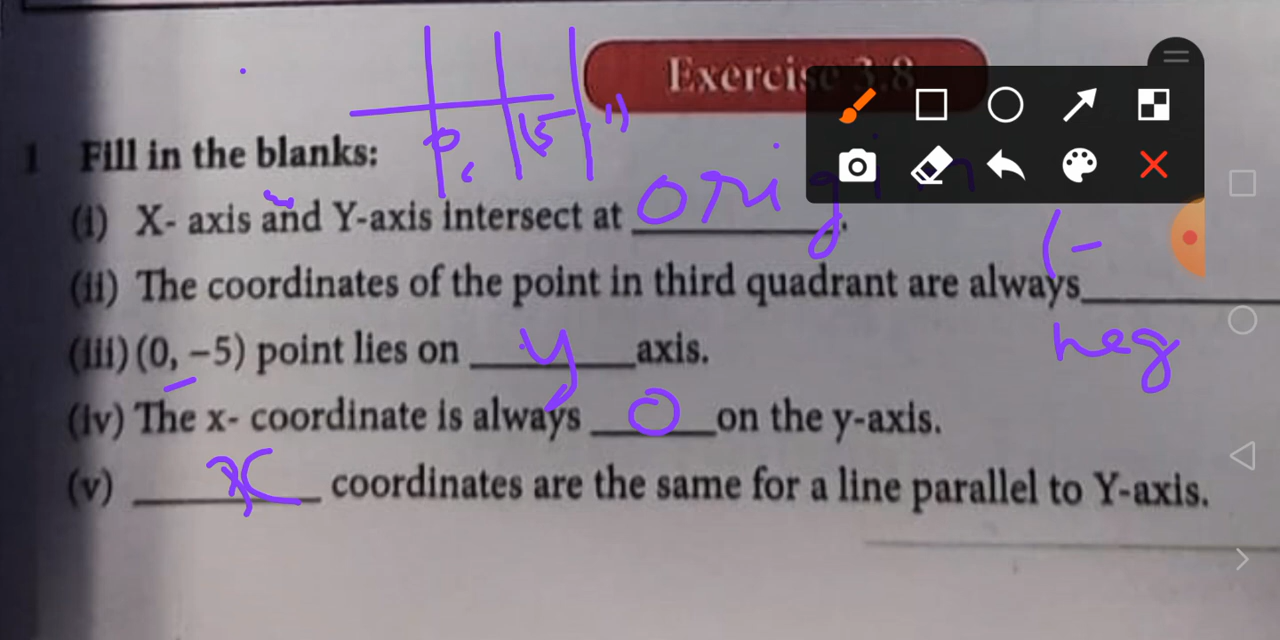 Exercise 3.8
(5, 1)
1 Fill in the blanks:
(i) X- axis and Y-axis intersect at origin.
(ii) The coordinates of the point in third quadrant are always
(-
neg
(iii) (0, −5) point lies on y axis.
(iv) The x- coordinate is always 0 on the y-axis.
(v) x coordinates are the same for a line parallel to Y-axis.